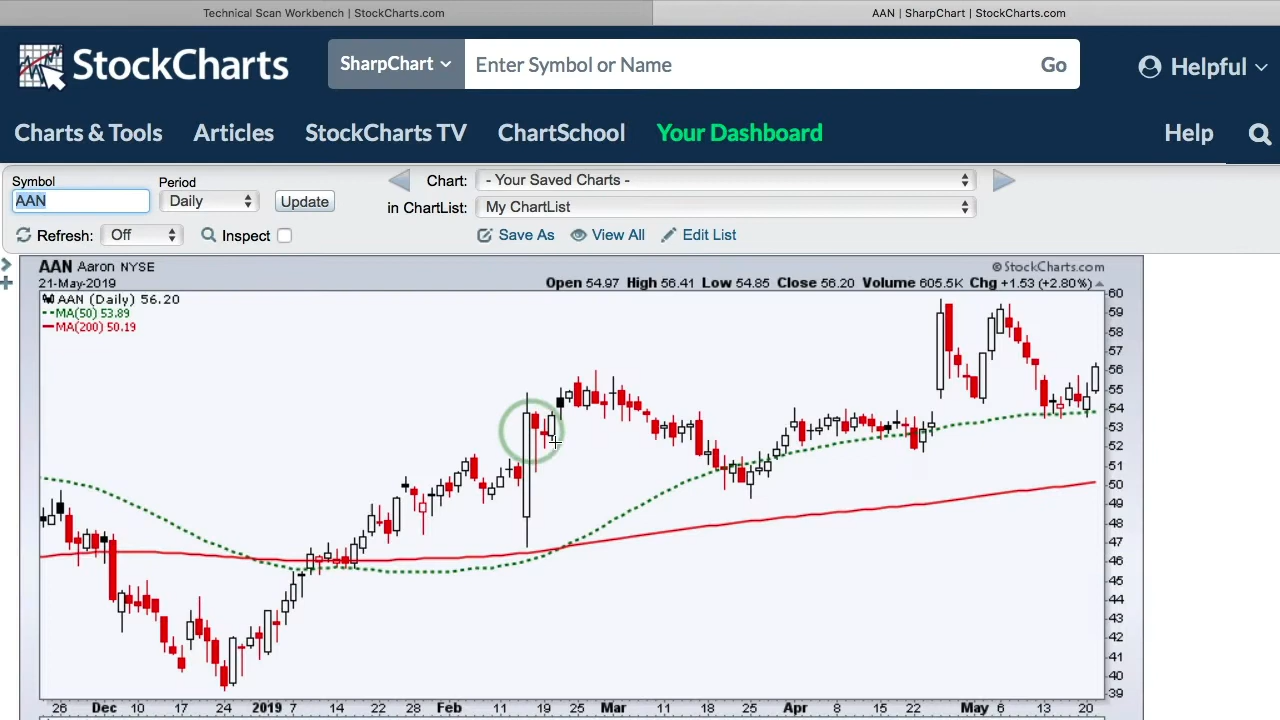 Technical Scan Workbench | StockCharts.com
AAN | SharpChart | StockCharts.com
StockCharts
SharpChart
Enter Symbol or Name
Go
Helpful
Charts & Tools
Articles
StockCharts TV
ChartSchool
Your Dashboard
Help
Symbol
Period
AAN
Daily
Update
Chart:
- Your Saved Charts -
in ChartList:
My ChartList
Refresh:
Off
Inspect
Save As
View All
Edit List
AAN Aaron NYSE
© StockCharts.com
21-May-2019
Open 54.97 High 56.41 Low 54.85 Close 56.20 Volume 605.5K Chg +1.53 (+2.80%)
AAN (Daily) 56.20
MA(50) 53.89
MA(200) 50.19
60
59
58
57
56
55
54
53
52
51
50
49
48
47
46
45
44
43
42
41
40
39
26 Dec 10 17 24 2019 7 14 22 28 Feb 11 19 25 Mar 11 18 25 Apr 8 15 22 May 6 13 20